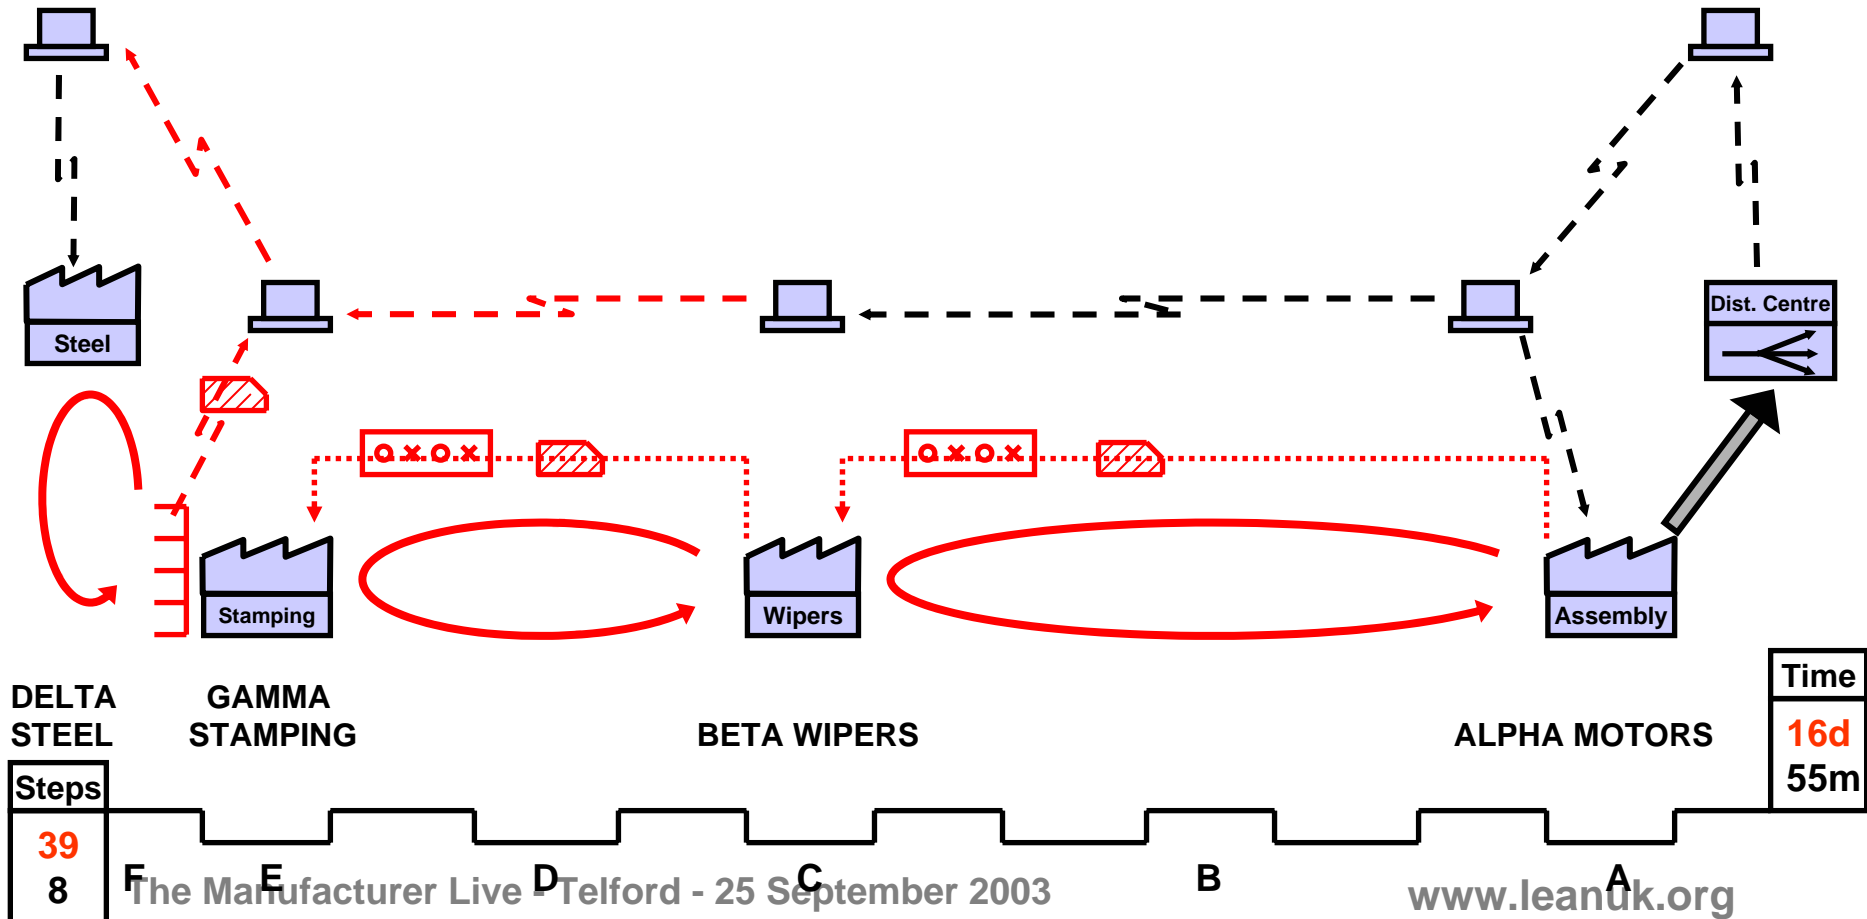 Dist. Centre
Steel
Stamping
Wipers
Assembly
DELTA
STEEL
GAMMA
STAMPING
BETA WIPERS
ALPHA MOTORS
Time
16d
55m
Steps
39
8
F E D C B A
The Manufacturer Live - Telford - 25 September 2003
www.leanuk.org